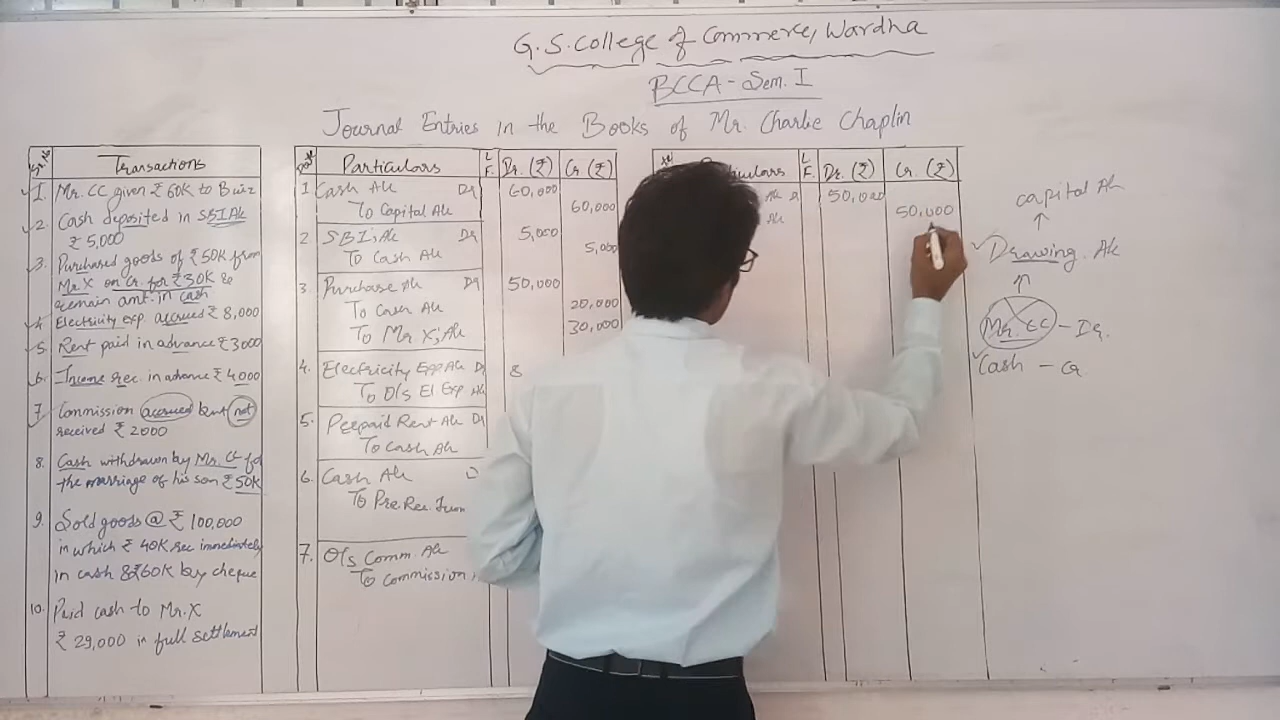 G.S. College of Commerce, Wardha
BCCA - Sem. I
Journal Entries in the Books of Mr. Charlie Chaplin
Sr. No Transactions
1. Mr. CC given ₹ 60K to Buiz
2. Cash deposited in SBI A/c
₹ 5,000
3. Purchased goods of ₹ 50K from
Mr. X on Cr. for ₹ 30K &
remain amt. in cash
4. Electricity exp. accrued ₹ 8,000
5. Rent paid in advance ₹ 3000
6. Income rec. in advance ₹ 4000
7 Commission accrued but not
received ₹ 2000
8. Cash withdrawn by Mr. CC for
the marriage of his son ₹ 50K
9. Sold goods @ ₹ 100,000
in which ₹ 40K rec immediately
in cash & ₹ 60K by cheque
10. Paid cash to Mr. X
₹ 29,000 in full settlement
Particulars L.F. Dr. (₹) Cr (₹)
1 Cash A/c Dr 60,000
To Capital A/c 60,000
2 SBI's A/c Dr 5,000
To Cash A/c 5,000
3 Purchase A/c Dr 50,000
To Cash A/c 20,000
To Mr. X's A/c 30,000
4. Electricity Exp A/c Dr 8
To O/s El Exp A/c
5. Prepaid Rent A/c Dr
To Cash A/c
6. Cash A/c D
To Pre Rec. Incom
7. O/s Comm. A/c
To Commission
culars L.F. Dr. (₹) Cr. (₹)
A/c D 50,000
A/c 50,000
capital A/c
↑
Drawing A/c
↑
Mr. CC - Dr.
Cash - Cr